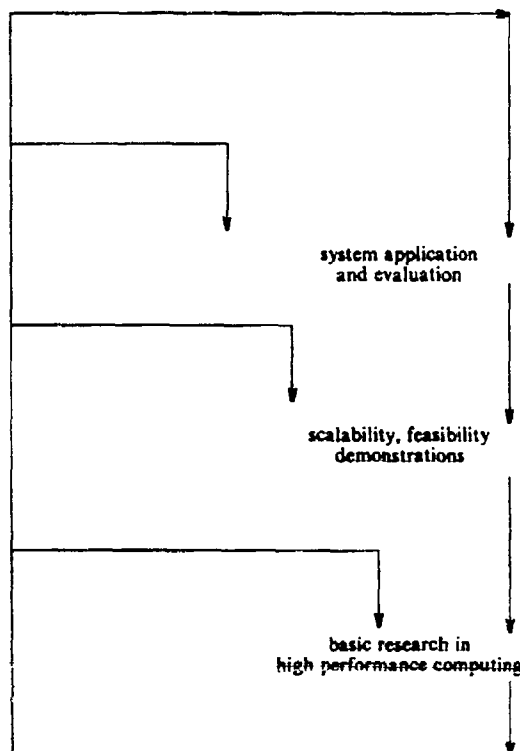 system application
and evaluation
scalability, feasibility
demonstrations
basic research in
high performance computing